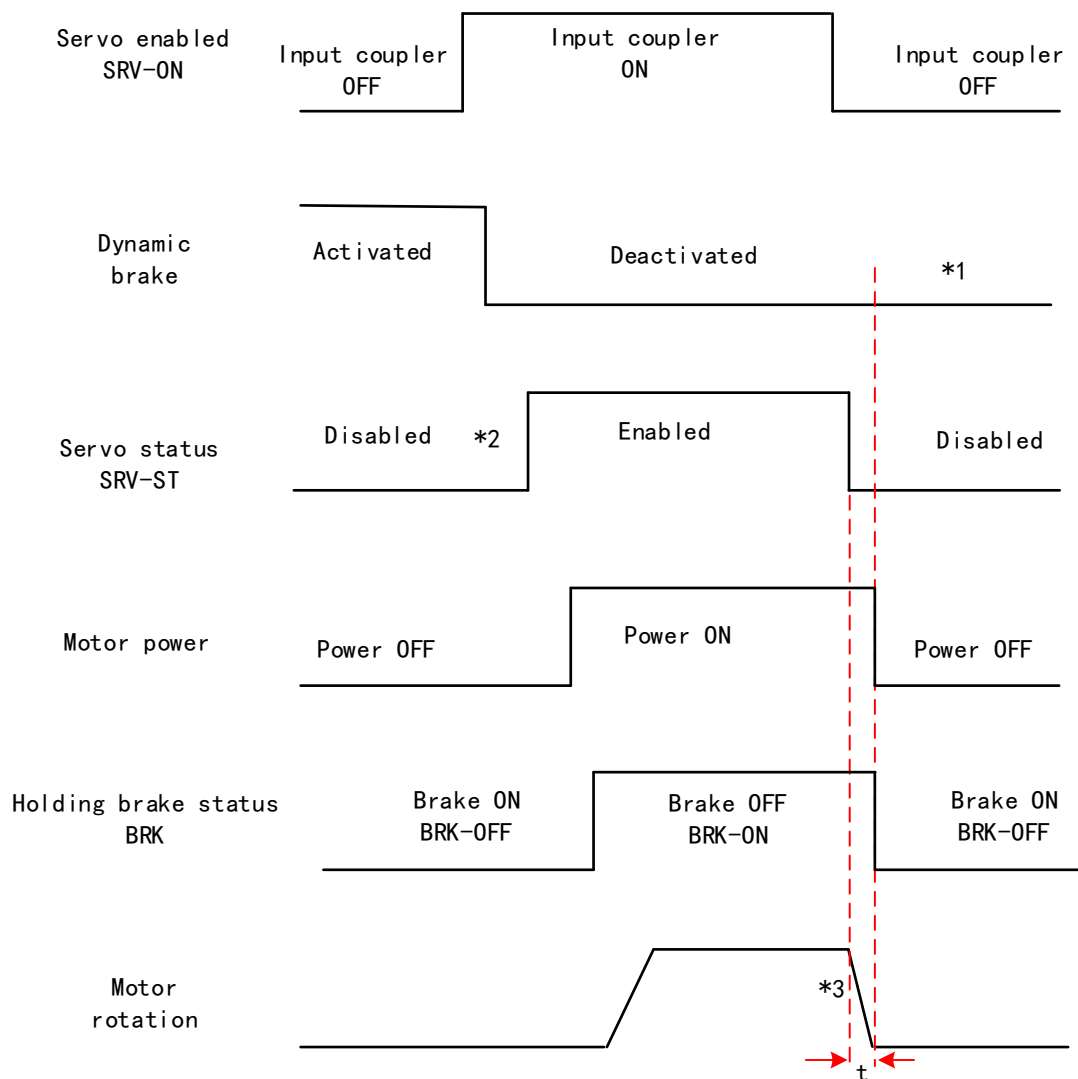 Servo enabled
SRV-ON
Input coupler
OFF
Input coupler
ON
Input coupler
OFF
Dynamic
brake
Activated
Deactivated
*1
Servo status
SRV-ST
Disabled
*2
Enabled
Disabled
Motor power
Power OFF
Power ON
Power OFF
Holding brake status
BRK
Brake ON
BRK-OFF
Brake OFF
BRK-ON
Brake ON
BRK-OFF
Motor
rotation
*3
t